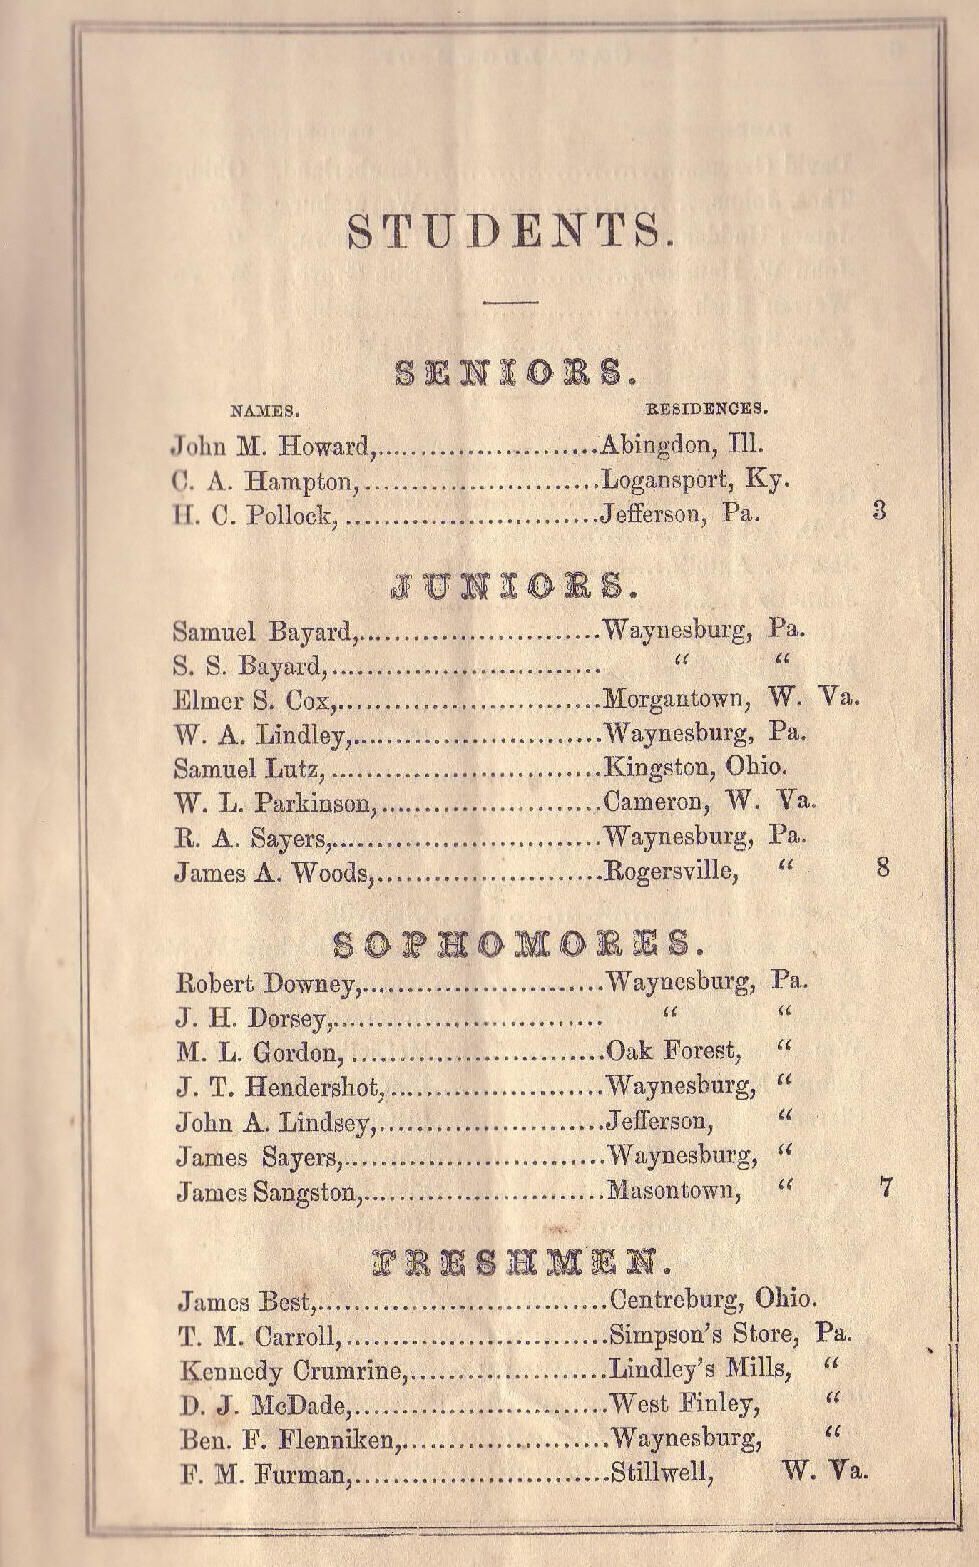 STUDENTS.
SENIORS.
NAMES. RESIDENCES.
John M. Howard,........................Abingdon, Ill.
C. A. Hampton,.........................Logansport, Ky.
H. C. Pollock,...........................Jefferson, Pa. 3
JUNIORS.
Samuel Bayard,..........................Waynesburg, Pa.
S. S. Bayard,............................. “ “
Elmer S. Cox,............................Morgantown, W. Va.
W. A. Lindley,..........................Waynesburg, Pa.
Samuel Lutz,.............................Kingston, Ohio.
W. L. Parkinson,.......................Cameron, W. Va.
R. A. Sayers,............................Waynesburg, Pa.
James A. Woods,........................Rogersville, “ 8
SOPHOMORES.
Robert Downey,..........................Waynesburg, Pa.
J. H. Dorsey,............................. “ “
M. L. Gordon,...........................Oak Forest, “
J. T. Hendershot,.......................Waynesburg, “
John A. Lindsey,........................Jefferson, “
James Sayers,............................Waynesburg, “
James Sangston,..........................Masontown, “ 7
FRESHMEN.
James Best,...............................Centreburg, Ohio.
T. M. Carroll,............................Simpson's Store, Pa.
Kennedy Crumrine,.....................Lindley's Mills, “
D. J. McDade,...........................West Finley, “
Ben. F. Flenniken,......................Waynesburg, “
F. M. Furman,...........................Stillwell, W. Va.